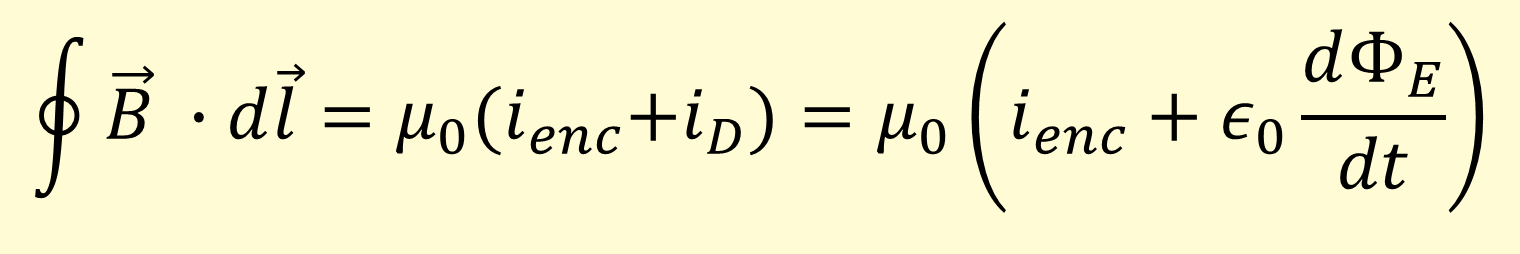 ∮ B⃗ · dl⃗ = μ₀(i_enc+i_D) = μ₀(i_enc + ϵ₀ dΦ_E/dt)